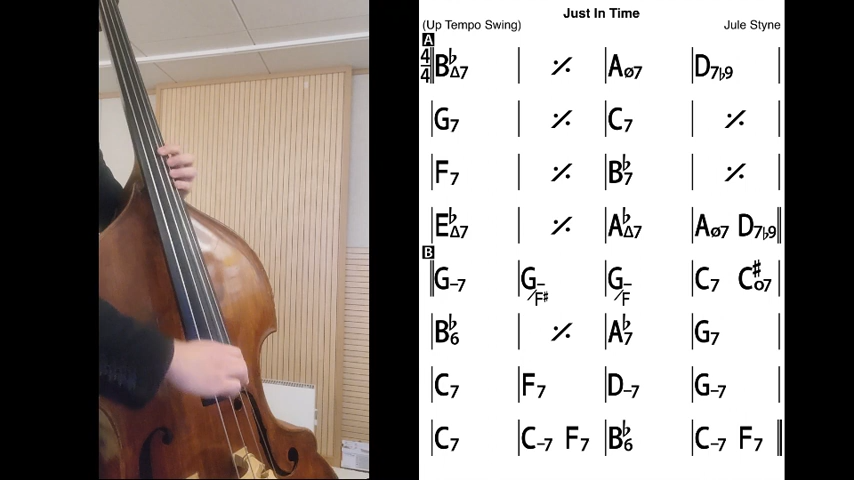 Just In Time
(Up Tempo Swing) Jule Styne
A
4/4 B♭Δ7 | 𝄎 | Aø7 | D7♭9 |
G7 | 𝄎 | C7 | 𝄎 |
F7 | 𝄎 | B♭7 | 𝄎 |
E♭Δ7 | 𝄎 | A♭Δ7 | Aø7 D7♭9 ||
B
G-7 | G-/F# | G-/F | C7 C#o7 |
B♭6 | 𝄎 | A♭7 | G7 |
C7 | F7 | D-7 | G-7 |
C7 | C-7 F7 | B♭6 | C-7 F7 ||